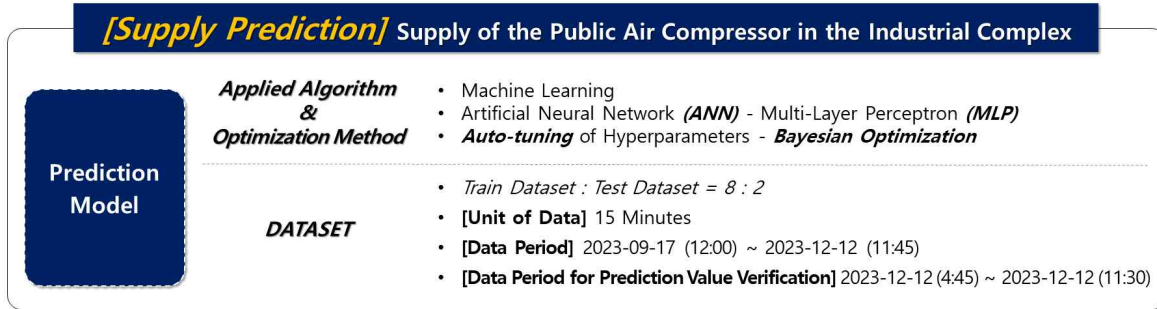 [Supply Prediction] Supply of the Public Air Compressor in the Industrial Complex
Prediction
Model
Applied Algorithm
&
Optimization Method
• Machine Learning
• Artificial Neural Network (ANN) - Multi-Layer Perceptron (MLP)
• Auto-tuning of Hyperparameters - Bayesian Optimization
DATASET
• Train Dataset : Test Dataset = 8 : 2
• [Unit of Data] 15 Minutes
• [Data Period] 2023-09-17 (12:00) ~ 2023-12-12 (11:45)
• [Data Period for Prediction Value Verification] 2023-12-12 (4:45) ~ 2023-12-12 (11:30)